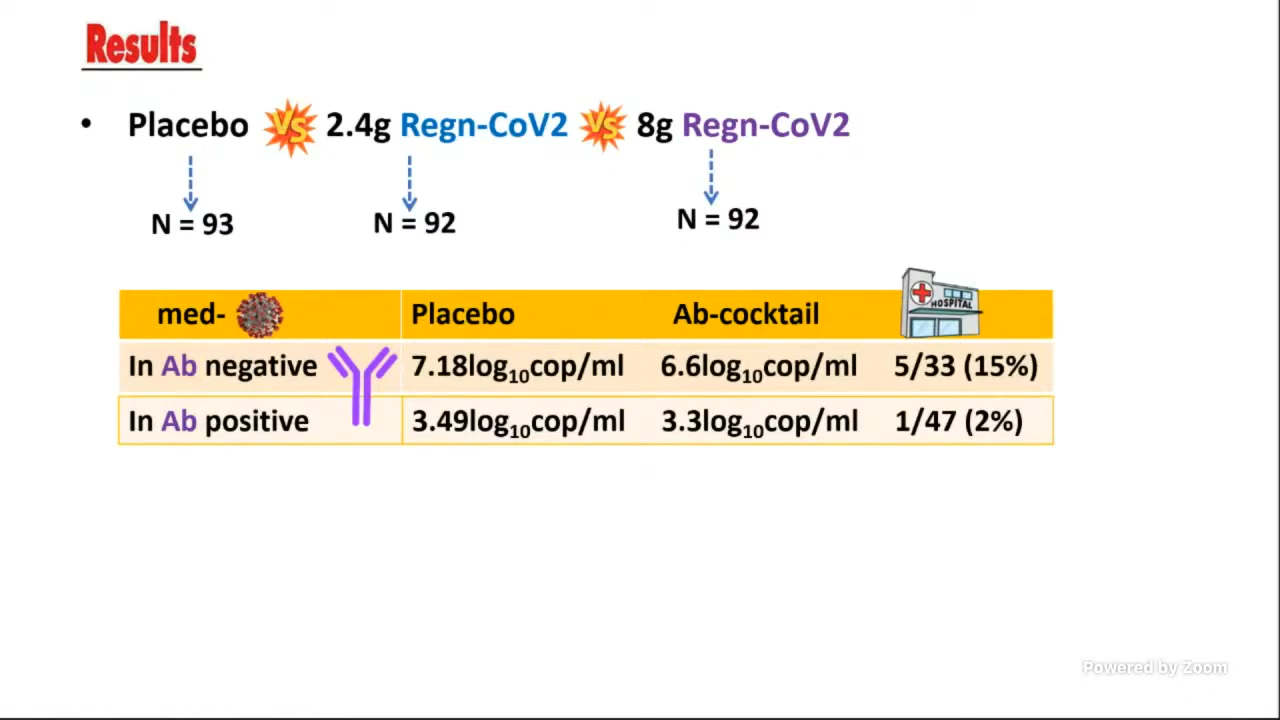 Results
• Placebo VS 2.4g Regn-CoV2 VS 8g Regn-CoV2
N = 93 N = 92 N = 92
med- Placebo Ab-cocktail HOSPITAL
In Ab negative 7.18log₁₀cop/ml 6.6log₁₀cop/ml 5/33 (15%)
In Ab positive 3.49log₁₀cop/ml 3.3log₁₀cop/ml 1/47 (2%)
Powered by Zoom